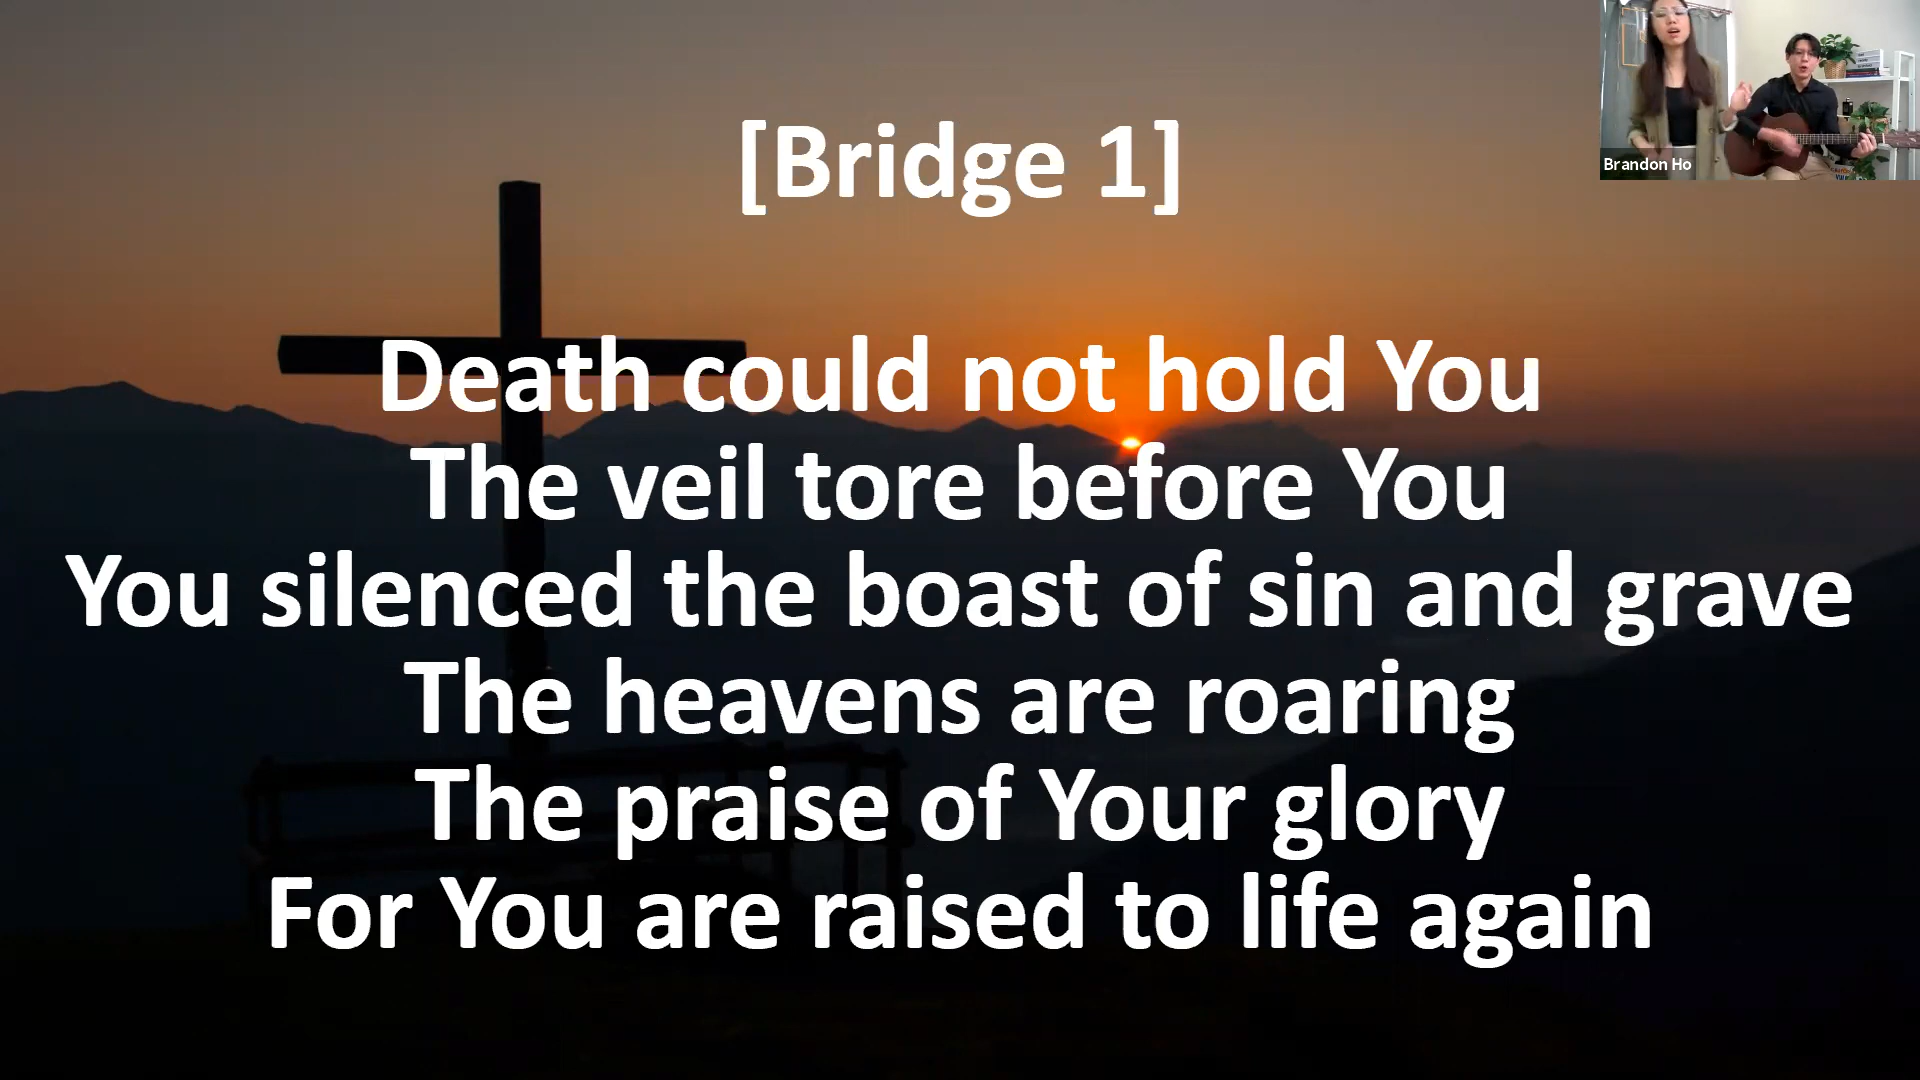 [Bridge 1]
Death could not hold You
The veil tore before You
You silenced the boast of sin and grave
The heavens are roaring
The praise of Your glory
For You are raised to life again
Brandon Ho